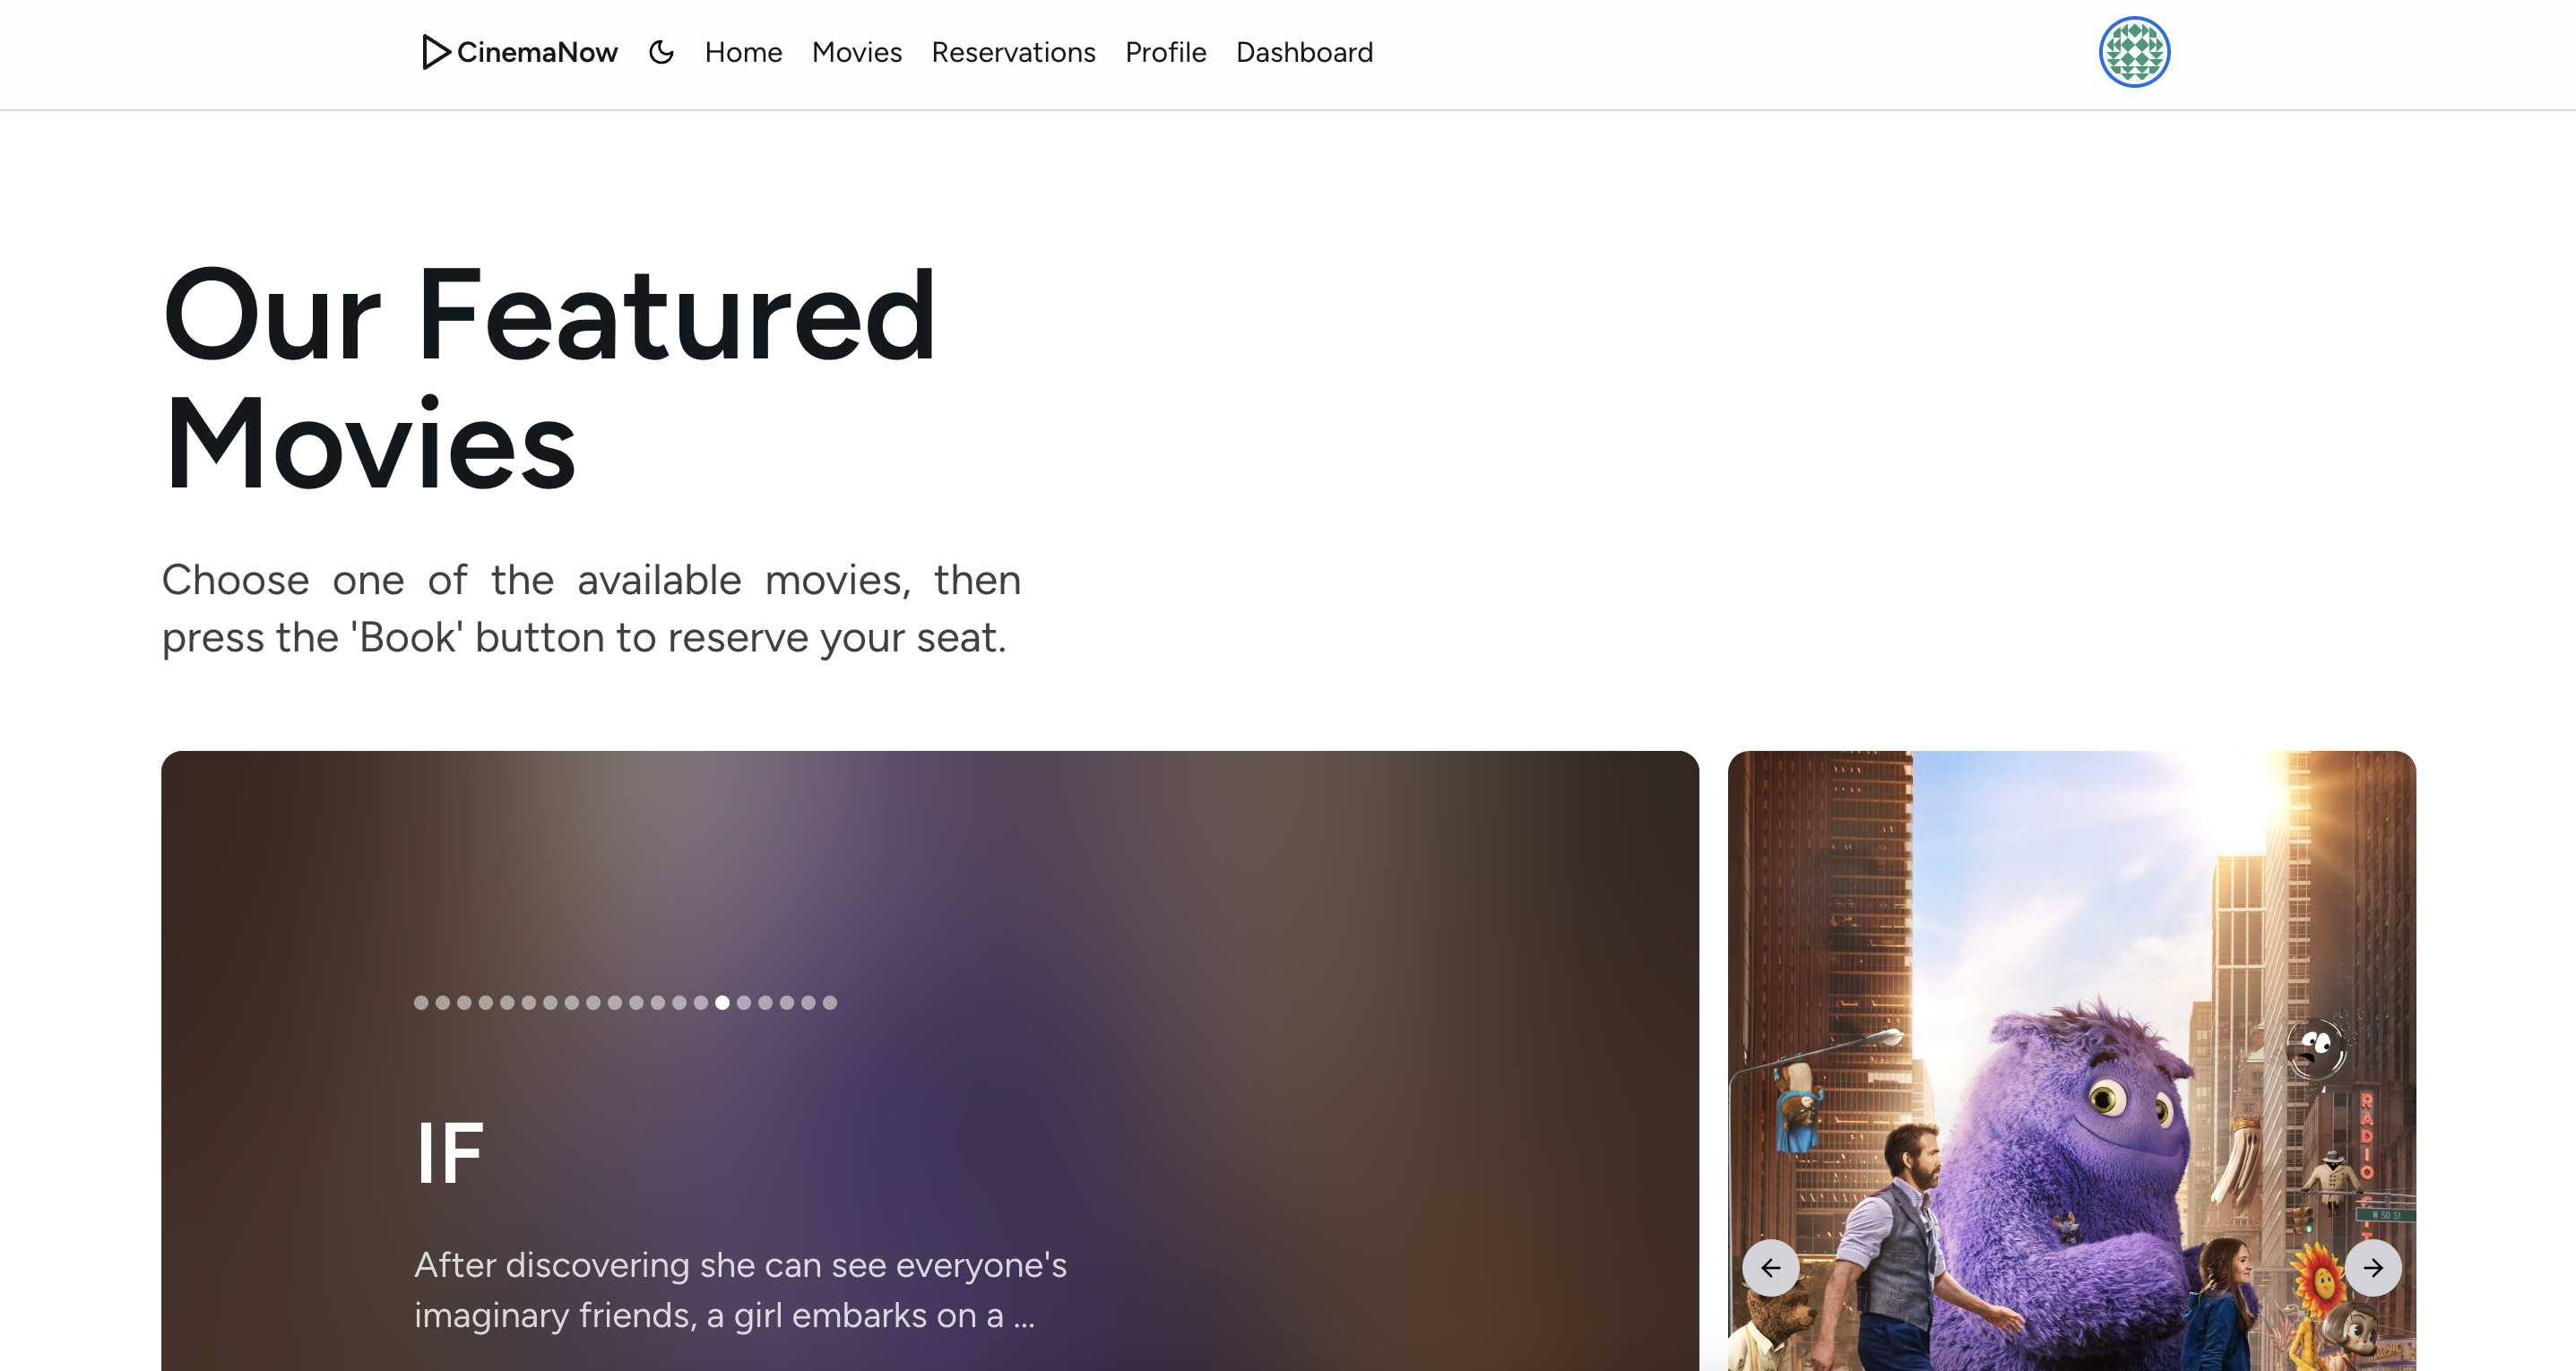 CinemaNow Home Movies Reservations Profile Dashboard
Our Featured
Movies
Choose one of the available movies, then
press the 'Book' button to reserve your seat.
IF
After discovering she can see everyone's
imaginary friends, a girl embarks on a ...
RADIO
W 50 St
MUSIC